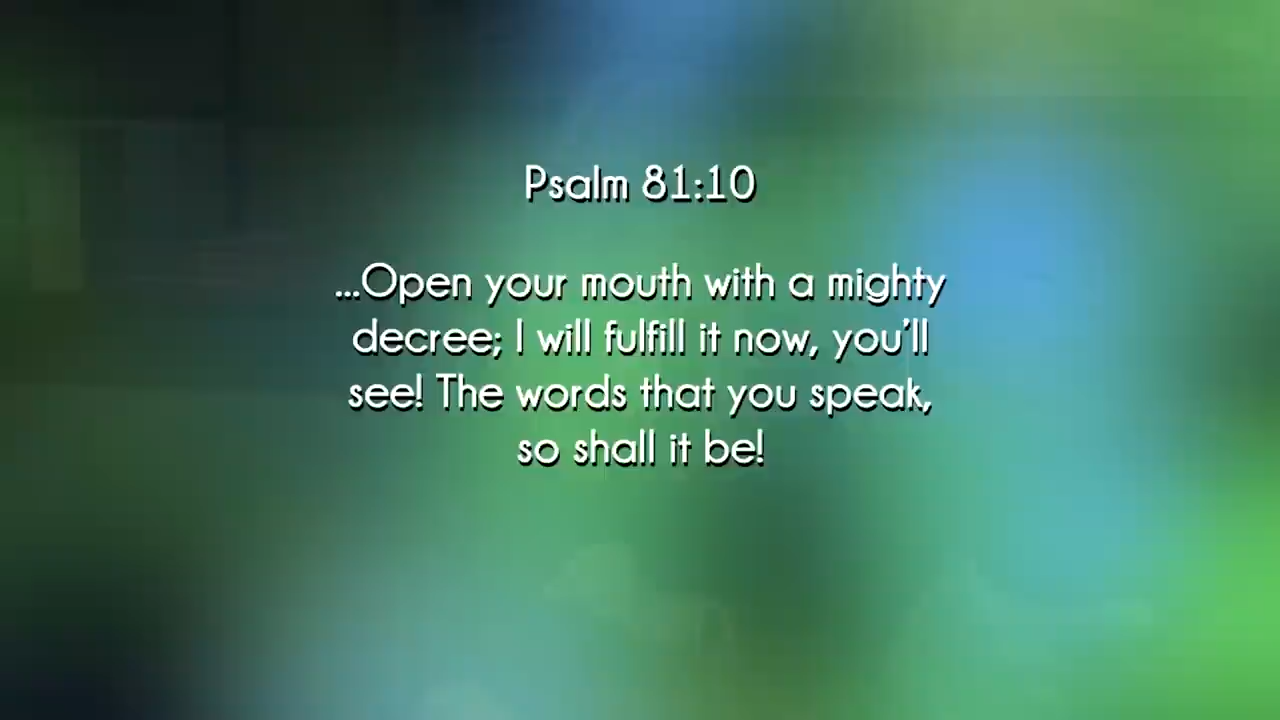 Psalm 81:10
...Open your mouth with a mighty
decree; I will fulfill it now, you'll
see! The words that you speak,
so shall it be!